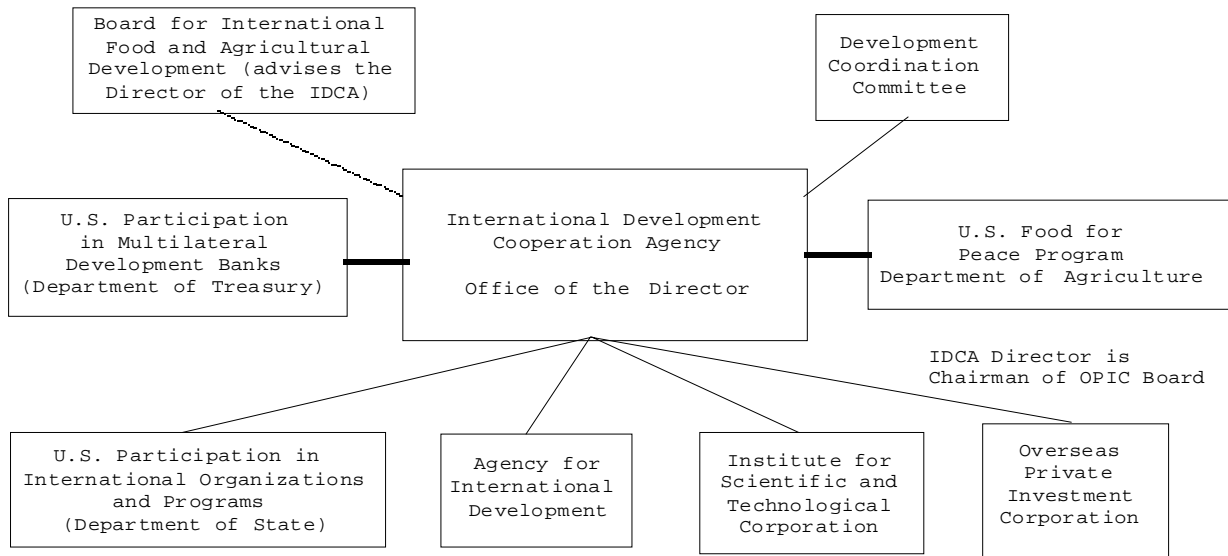 Board for International
Food and Agricultural
Development (advises the
Director of the IDCA)
Development
Coordination
Committee
U.S. Participation
in Multilateral
Development Banks
(Department of Treasury)
International Development
Cooperation Agency
Office of the Director
U.S. Food for
Peace Program
Department of Agriculture
IDCA Director is
Chairman of OPIC Board
U.S. Participation in
International Organizations
and Programs
(Department of State)
Agency for
International
Development
Institute for
Scientific and
Technological
Corporation
Overseas
Private
Investment
Corporation